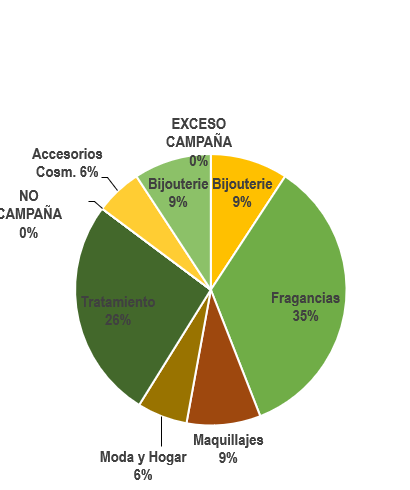 EXCESO
CAMPAÑA
0%
Accesorios
Cosm. 6%
Bijouterie
9%
Bijouterie
9%
NO
CAMPAÑA
0%
Fragancias
35%
Tratamiento
26%
Maquillajes
9%
Moda y Hogar
6%